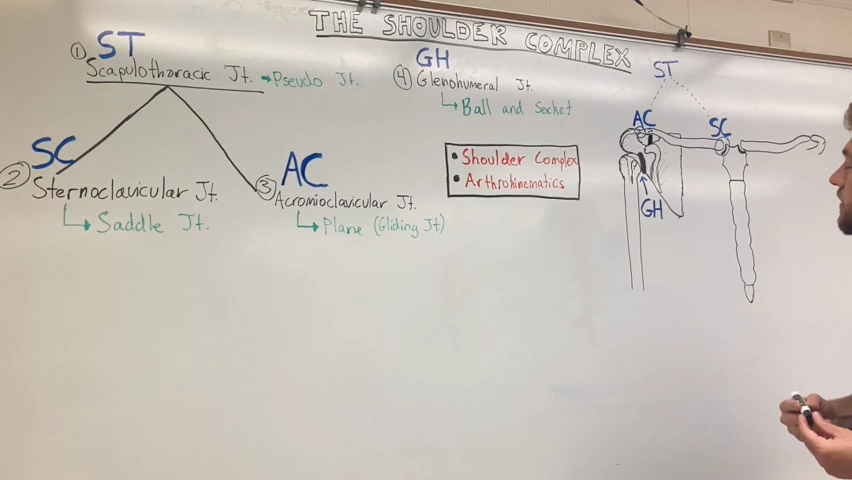 THE SHOULDER COMPLEX
① ST
Scapulothoracic Jt. → Pseudo Jt.
SC
② Sternoclavicular Jt.
↳ Saddle Jt.
AC
③ Acromioclavicular Jt.
↳ Plane (Gliding Jt)
GH
④ Glenohumeral Jt.
↳ Ball and Socket
• Shoulder Complex
• Arthrokinematics
ST
AC
SC
GH